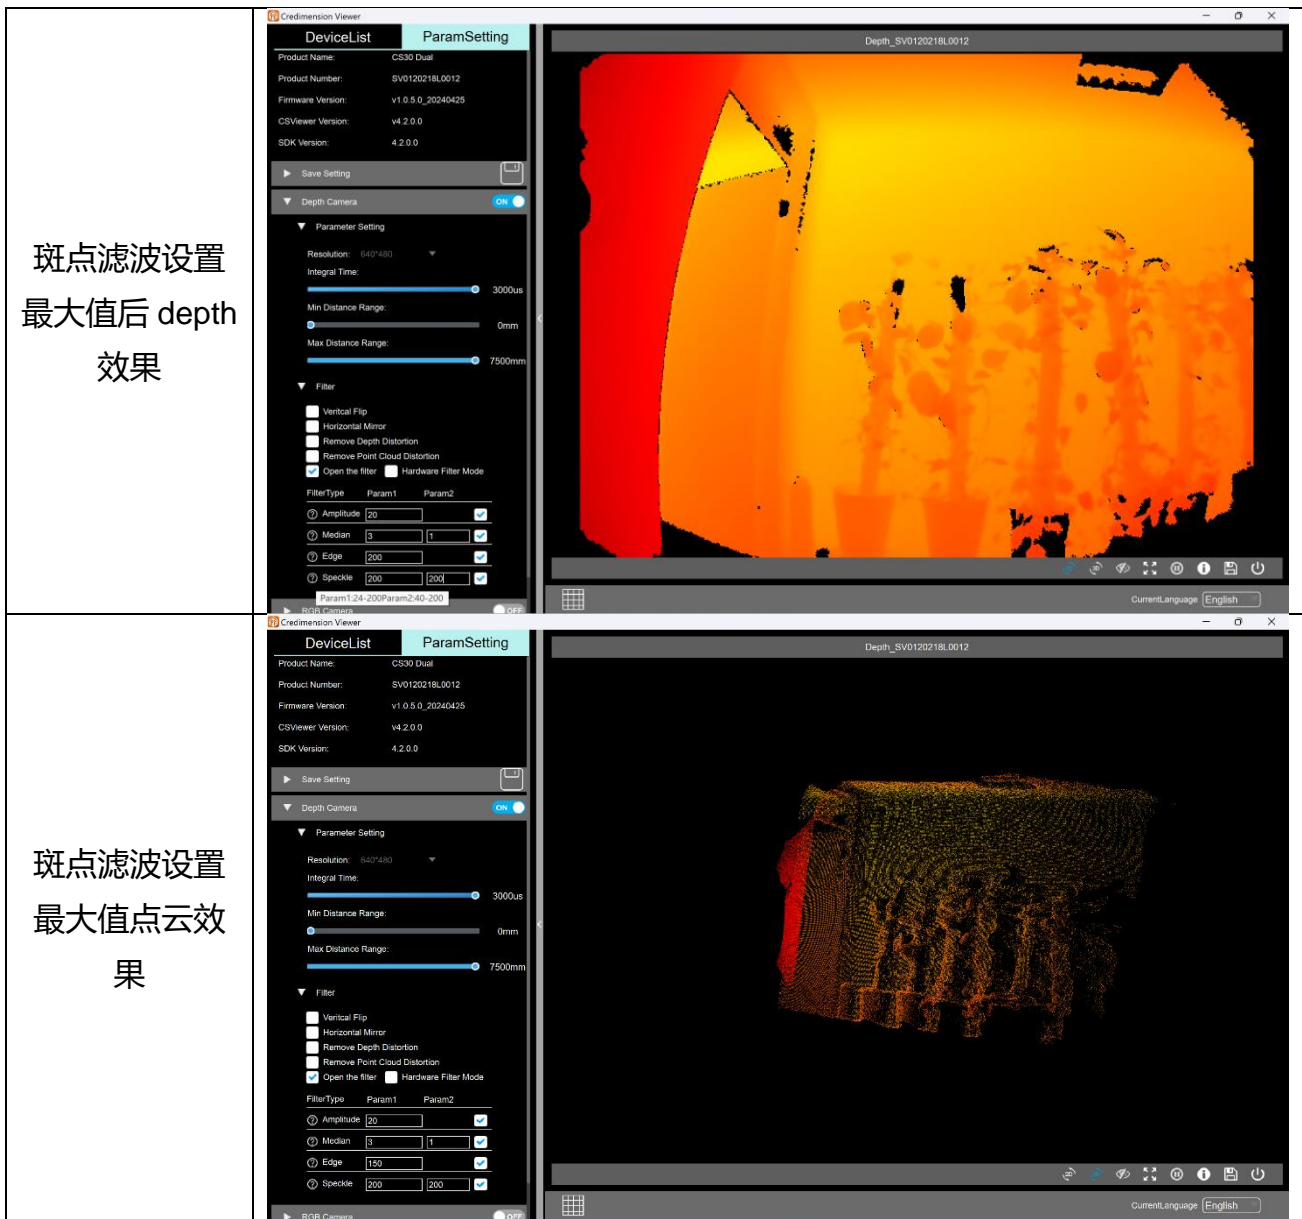 斑点滤波设置
最大值后 depth
效果
Credimension Viewer
DeviceList ParamSetting
Product Name: CS30 Dual
Product Number: SV0120218L0012
Firmware Version: v1.0.5.0_20240425
CSViewer Version: v4.2.0.0
SDK Version: 4.2.0.0
Save Setting
Depth Camera ON
Parameter Setting
Resolution: 640*480
Integral Time:
3000us
Min Distance Range:
0mm
Max Distance Range:
7500mm
Filter
Veritcal Flip
Horizontal Mirror
Remove Depth Distortion
Remove Point Cloud Distortion
Open the filter Hardware Filter Mode
FilterType Param1 Param2
Amplitude 20
Median 3 1
Edge 200
Speckle 200 200
Param1:24-200Param2:40-200
RGB Camera OFF
Depth_SV0120218L0012
CurrentLanguage English
斑点滤波设置
最大值点云效
果
Credimension Viewer
DeviceList ParamSetting
Product Name: CS30 Dual
Product Number: SV0120218L0012
Firmware Version: v1.0.5.0_20240425
CSViewer Version: v4.2.0.0
SDK Version: 4.2.0.0
Save Setting
Depth Camera ON
Parameter Setting
Resolution: 640*480
Integral Time:
3000us
Min Distance Range:
0mm
Max Distance Range:
7500mm
Filter
Veritcal Flip
Horizontal Mirror
Remove Depth Distortion
Remove Point Cloud Distortion
Open the filter Hardware Filter Mode
FilterType Param1 Param2
Amplitude 20
Median 3 1
Edge 150
Speckle 200 200
RGB Camera OFF
Depth_SV0120218L0012
CurrentLanguage English